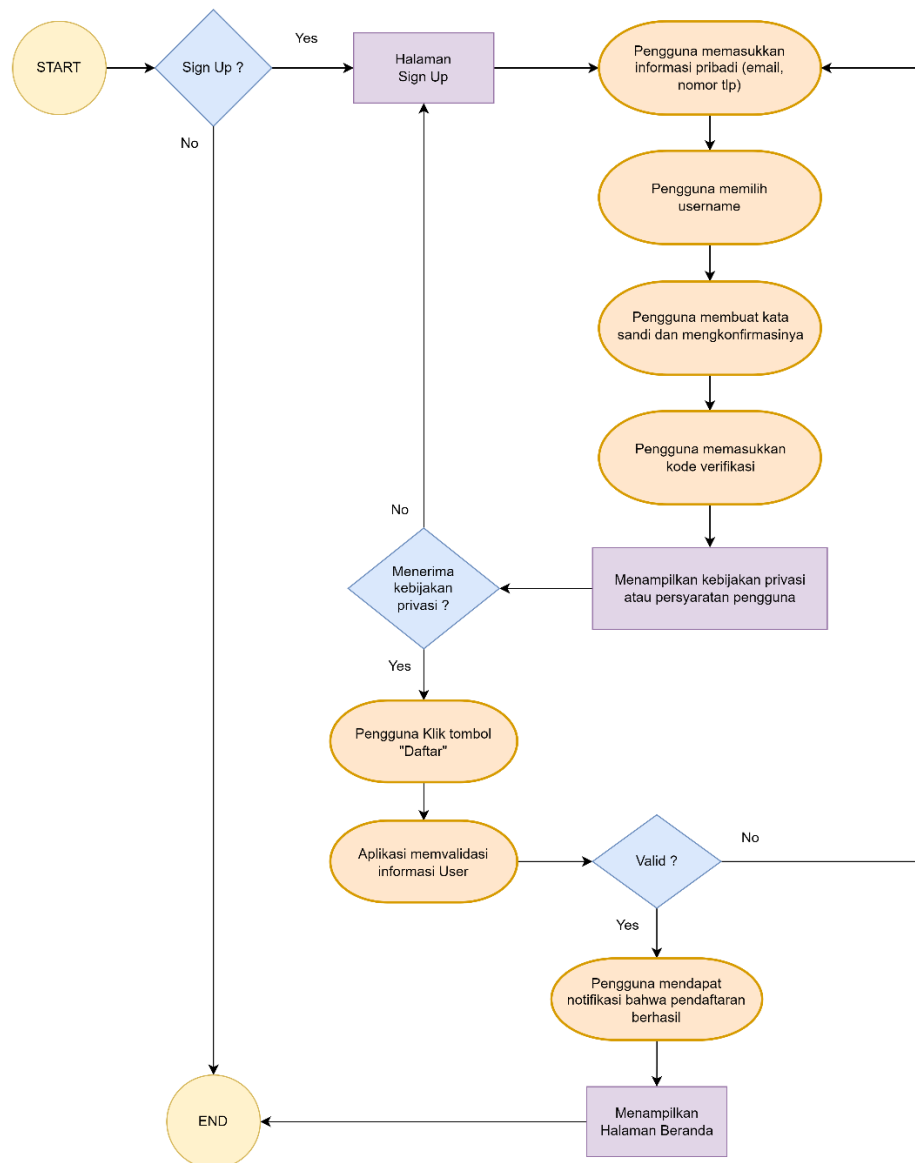 START
Sign Up ?
Yes
Halaman
Sign Up
Pengguna memasukkan
informasi pribadi (email,
nomor tlp)
No
Pengguna memilih
username
Pengguna membuat kata
sandi dan mengkonfirmasinya
Pengguna memasukkan
kode verifikasi
No
Menerima
kebijakan
privasi ?
Menampilkan kebijakan privasi
atau persyaratan pengguna
Yes
Pengguna Klik tombol
"Daftar"
Aplikasi memvalidasi
informasi User
Valid ?
No
Yes
Pengguna mendapat
notifikasi bahwa pendaftaran
berhasil
END
Menampilkan
Halaman Beranda